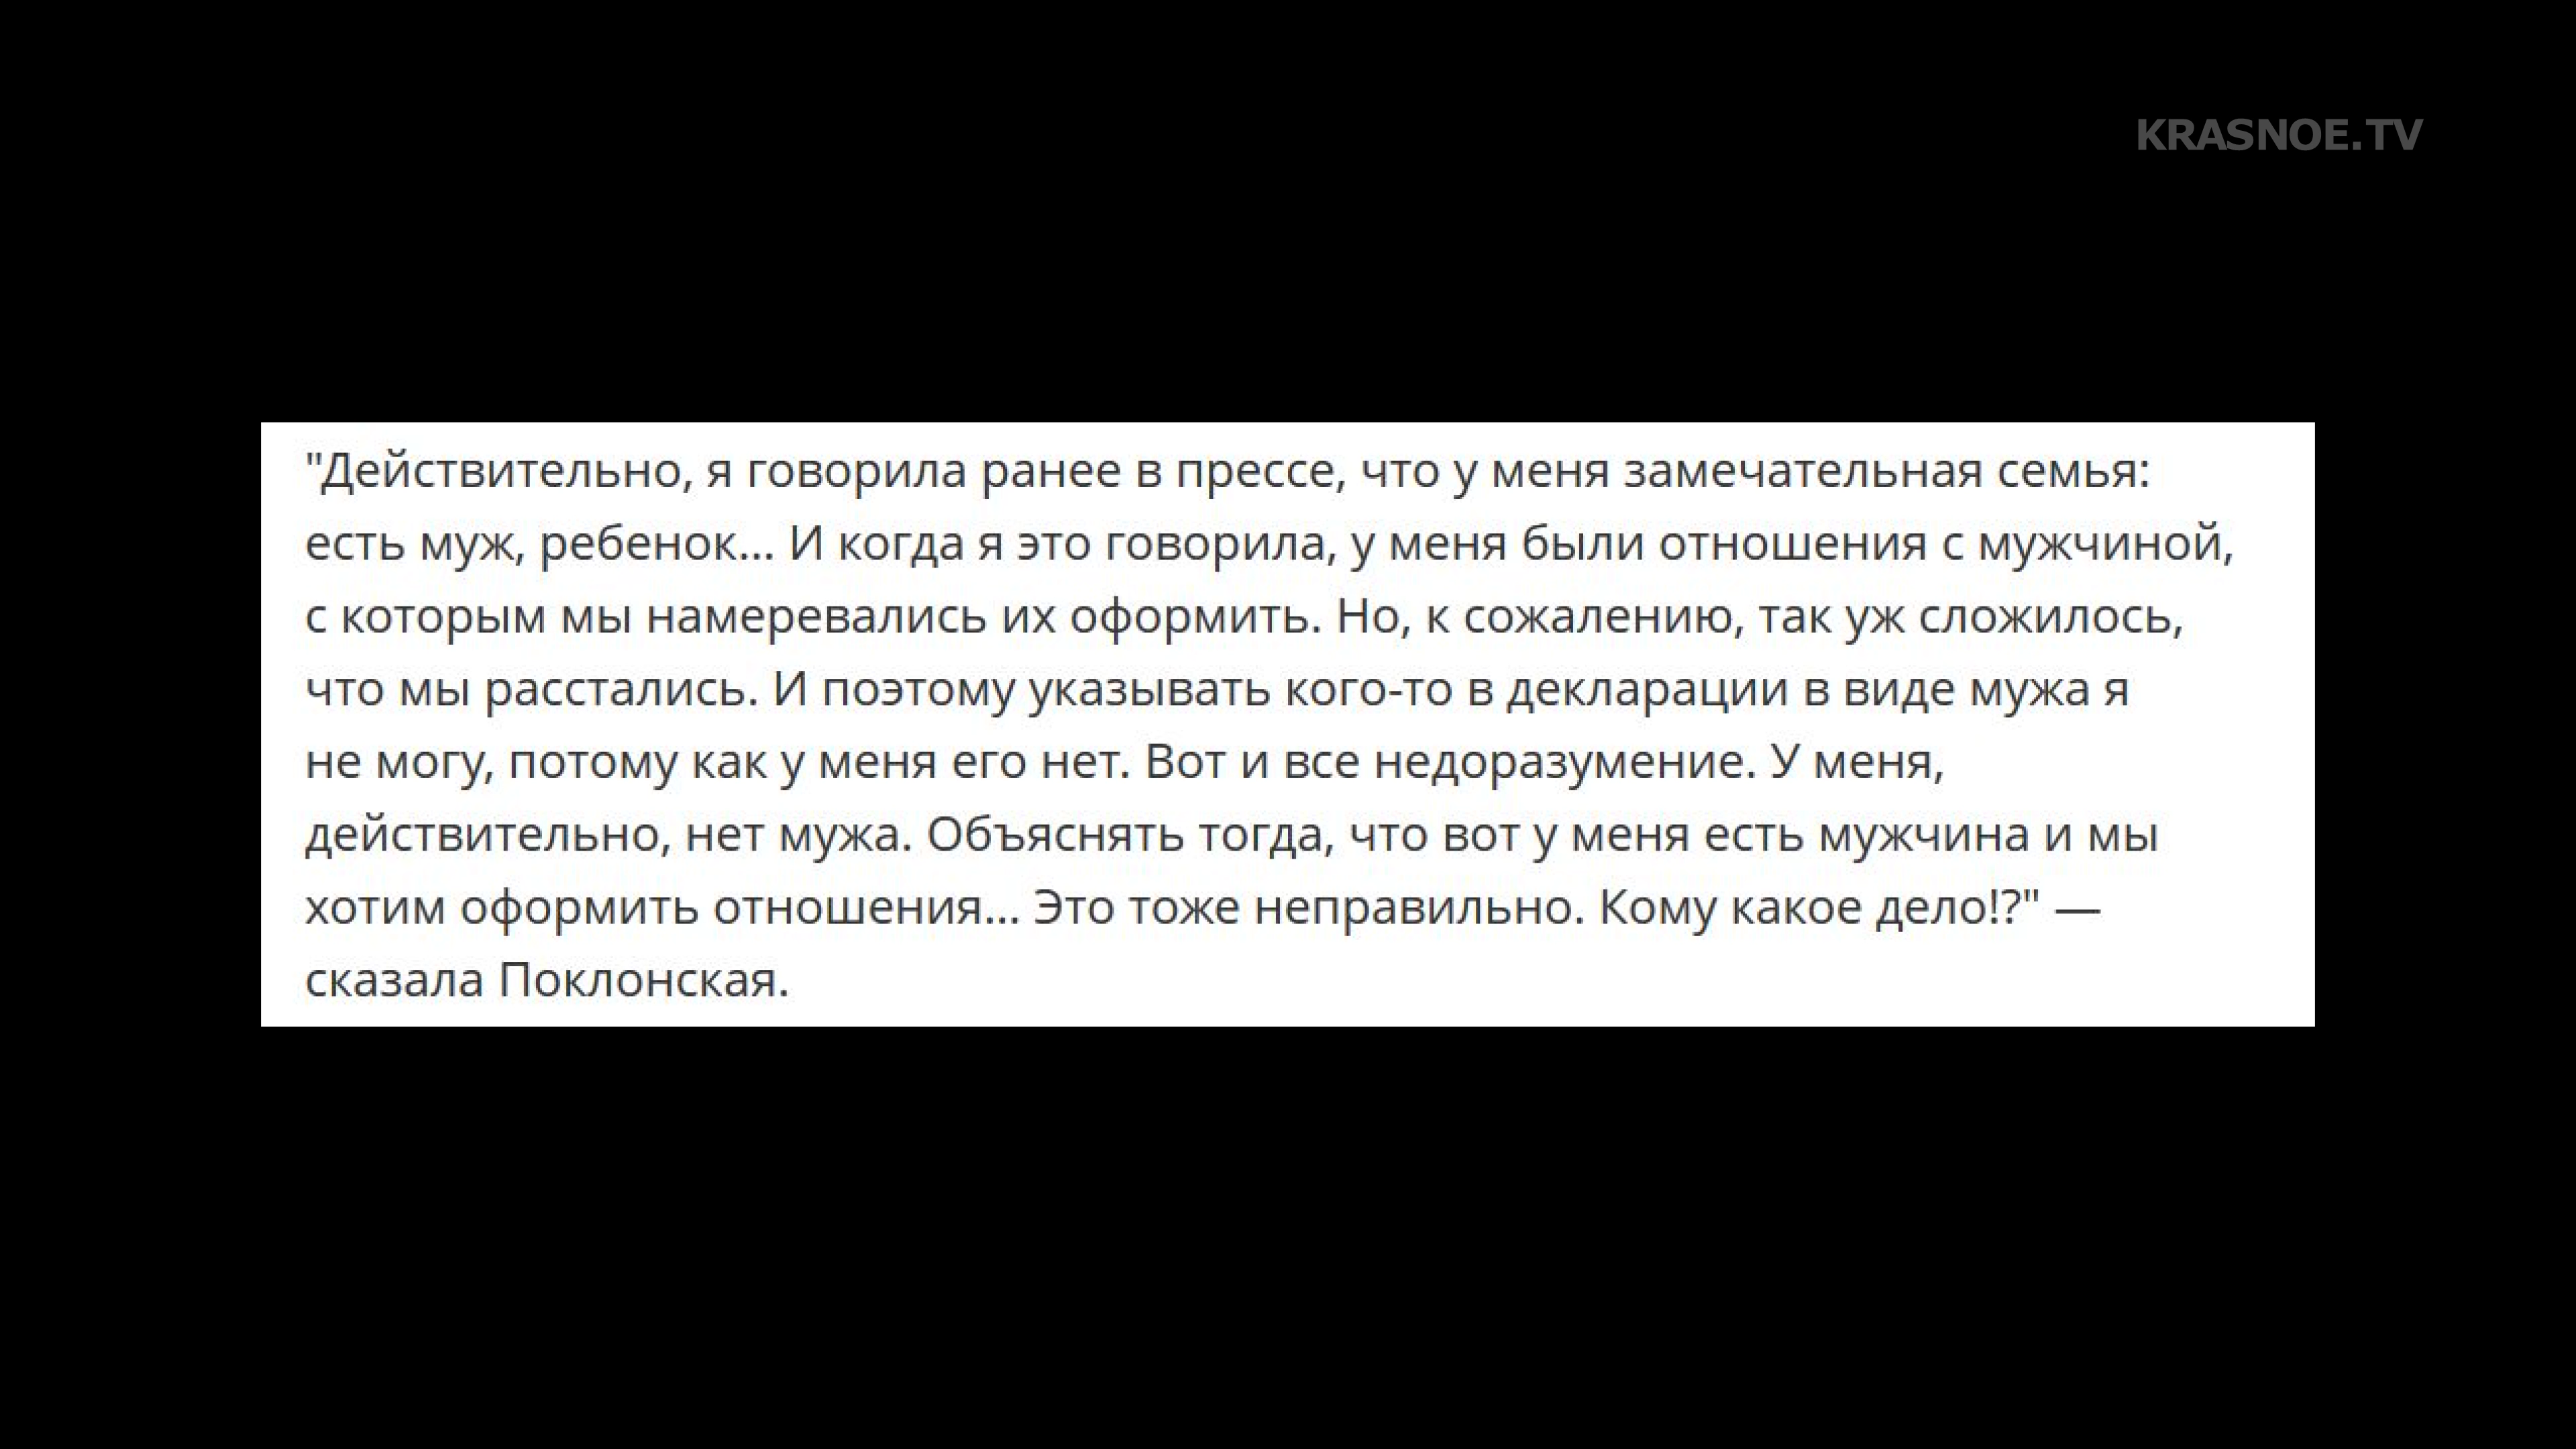 KRASNOE.TV
"Действительно, я говорила ранее в прессе, что у меня замечательная семья:
есть муж, ребенок... И когда я это говорила, у меня были отношения с мужчиной,
с которым мы намеревались их оформить. Но, к сожалению, так уж сложилось,
что мы расстались. И поэтому указывать кого-то в декларации в виде мужа я
не могу, потому как у меня его нет. Вот и все недоразумение. У меня,
действительно, нет мужа. Объяснять тогда, что вот у меня есть мужчина и мы
хотим оформить отношения... Это тоже неправильно. Кому какое дело!?" —
сказала Поклонская.